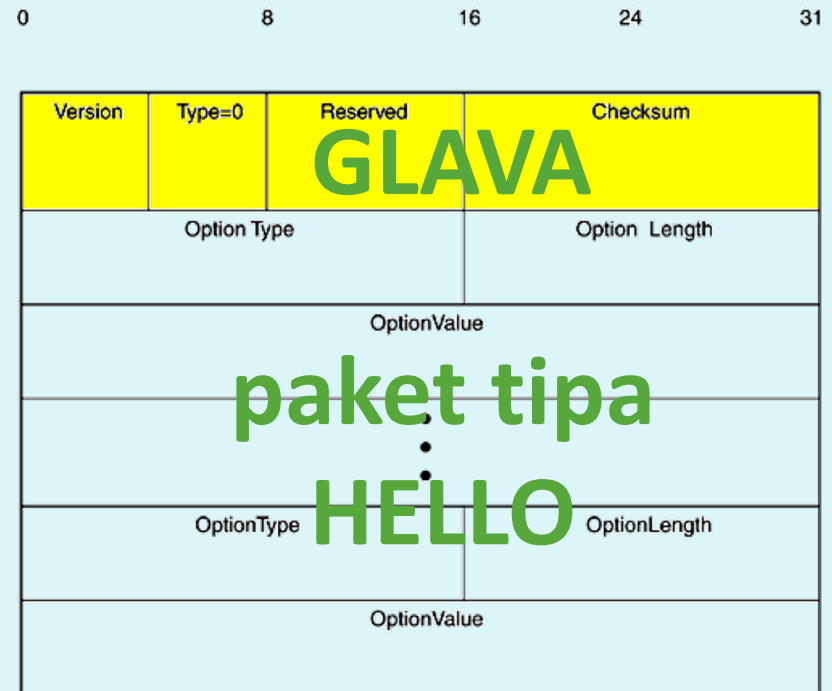 0 8 16 24 31
Version Type=0 Reserved Checksum
GLAVA
Option Type Option Length
OptionValue
paket tipa
HELLO
OptionType OptionLength
OptionValue